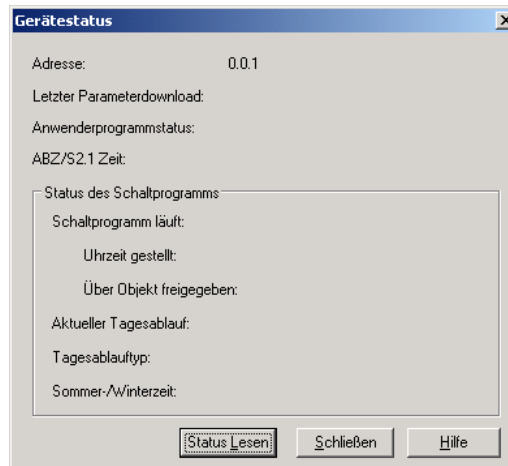 Gerätestatus
Adresse: 0.0.1
Letzter Parameterdownload:
Anwenderprogrammstatus:
ABZ/S2.1 Zeit:
Status des Schaltprogramms
Schaltprogramm läuft:
Uhrzeit gestellt:
Über Objekt freigegeben:
Aktueller Tagesablauf:
Tagesablauftyp:
Sommer-/Winterzeit:
Status Lesen Schließen Hilfe